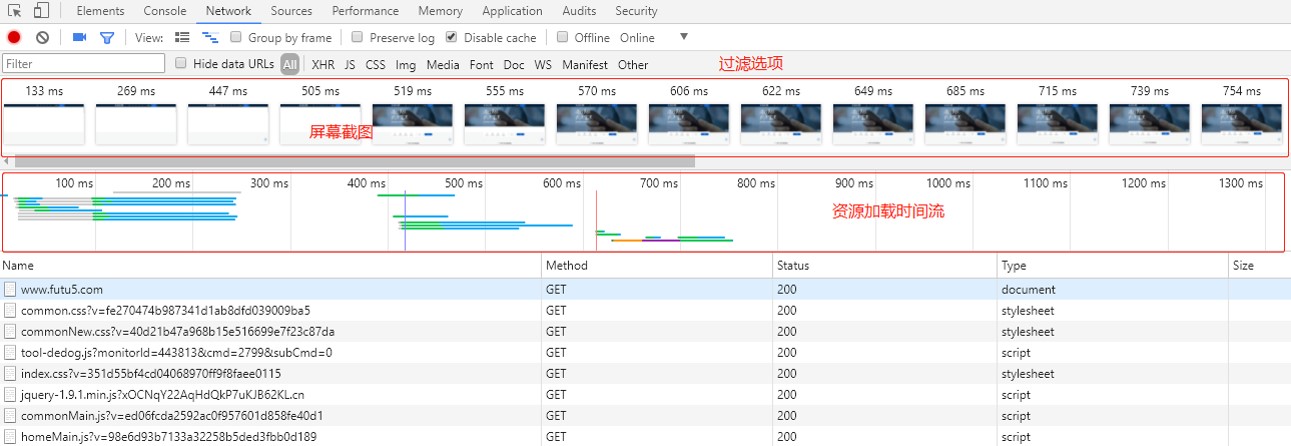 Elements Console Network Sources Performance Memory Application Audits Security
View: Group by frame Preserve log Disable cache Offline Online
Filter Hide data URLs All XHR JS CSS Img Media Font Doc WS Manifest Other 过滤选项
133 ms 269 ms 447 ms 505 ms 519 ms 555 ms 570 ms 606 ms 622 ms 649 ms 685 ms 715 ms 739 ms 754 ms
屏幕截图
100 ms 200 ms 300 ms 400 ms 500 ms 600 ms 700 ms 800 ms 900 ms 1000 ms 1100 ms 1200 ms 1300 ms
资源加载时间流
Name Method Status Type Size
www.futu5.com GET 200 document
common.css?v=fe270474b987341d1ab8dfd039009ba5 GET 200 stylesheet
commonNew.css?v=40d21b47a968b15e516699e7f23c87da GET 200 stylesheet
tool-dedog.js?monitorId=443813&cmd=2799&subCmd=0 GET 200 script
index.css?v=351d55bf4cd04068970ff9f8faee0115 GET 200 stylesheet
jquery-1.9.1.min.js?xOCNqY22AqHdQkP7uKJB62KL.cn GET 200 script
commonMain.js?v=ed06fcda2592ac0f957601d858fe40d1 GET 200 script
homeMain.js?v=98e6d93b7133a32258b5ded3fbb0d189 GET 200 script